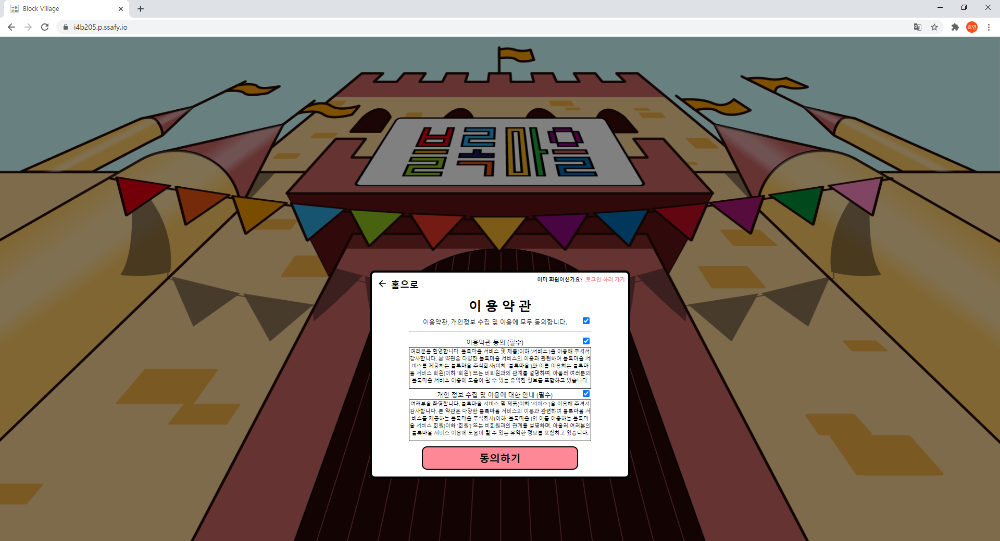 Block Village
i4b205.p.ssafy.io
호연
블록마을
홈으로
이미 회원이신가요? 로그인 하러 가기
이 용 약 관
이용약관, 개인정보 수집 및 이용에 모두 동의합니다.
이용약관 동의 (필수)
여러분을 환영합니다. 블록마을 서비스 및 제품(이하 '서비스')을 이용해 주셔서
감사합니다. 본 약관은 다양한 블록마을 서비스의 이용과 관련하여 블록마을 서
비스를 제공하는 블록마을 주식회사(이하 '블록마을')와 이를 이용하는 블록마
을 서비스 회원(이하 '회원') 또는 비회원과의 관계를 설명하며, 아울러 여러분의
블록마을 서비스 이용에 도움이 될 수 있는 유익한 정보를 포함하고 있습니다.
개인 정보 수집 및 이용에 대한 안내 (필수)
여러분을 환영합니다. 블록마을 서비스 및 제품(이하 '서비스')을 이용해 주셔서
감사합니다. 본 약관은 다양한 블록마을 서비스의 이용과 관련하여 블록마을 서
비스를 제공하는 블록마을 주식회사(이하 '블록마을')와 이를 이용하는 블록마
을 서비스 회원(이하 '회원') 또는 비회원과의 관계를 설명하며, 아울러 여러분의
블록마을 서비스 이용에 도움이 될 수 있는 유익한 정보를 포함하고 있습니다.
동의하기